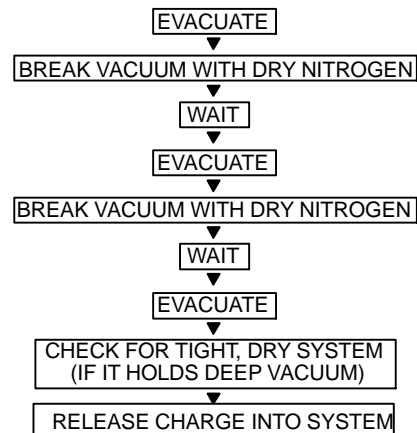 EVACUATE
BREAK VACUUM WITH DRY NITROGEN
WAIT
EVACUATE
BREAK VACUUM WITH DRY NITROGEN
WAIT
EVACUATE
CHECK FOR TIGHT, DRY SYSTEM
(IF IT HOLDS DEEP VACUUM)
RELEASE CHARGE INTO SYSTEM